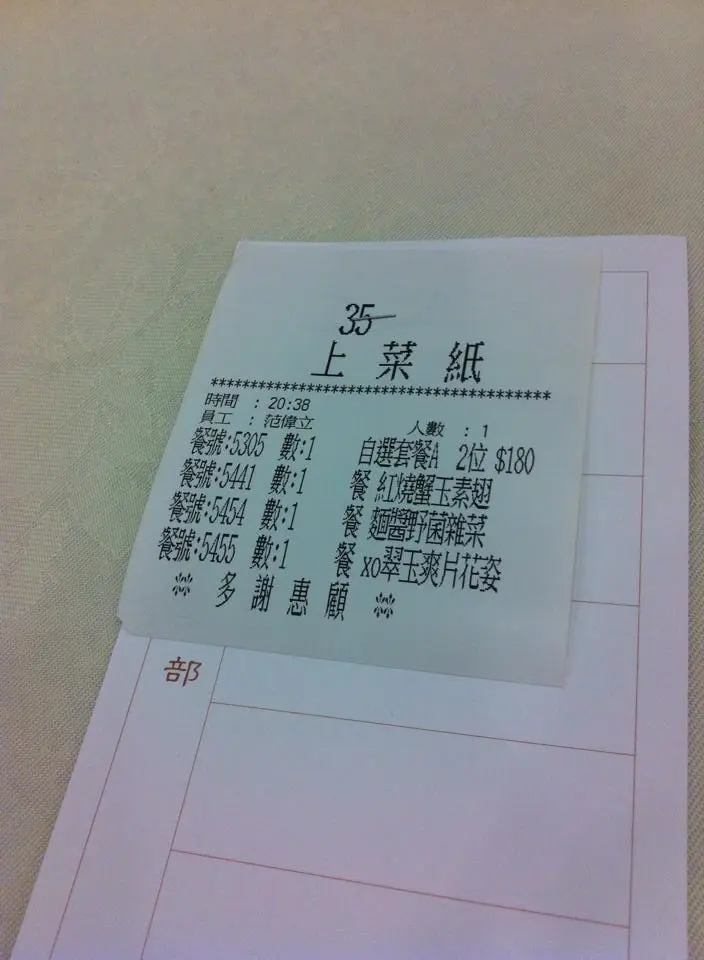 35
上菜紙
***************************************
時間 : 20:38
員工 : 范偉立 人數 : 1
餐號:5305 數:1 自選套餐A 2位 $180
餐號:5441 數:1 餐 紅燒蟹玉素翅
餐號:5454 數:1 餐 麵醬野菌雜菜
餐號:5455 數:1 餐 xo翠玉爽片花姿
多謝惠顧
部